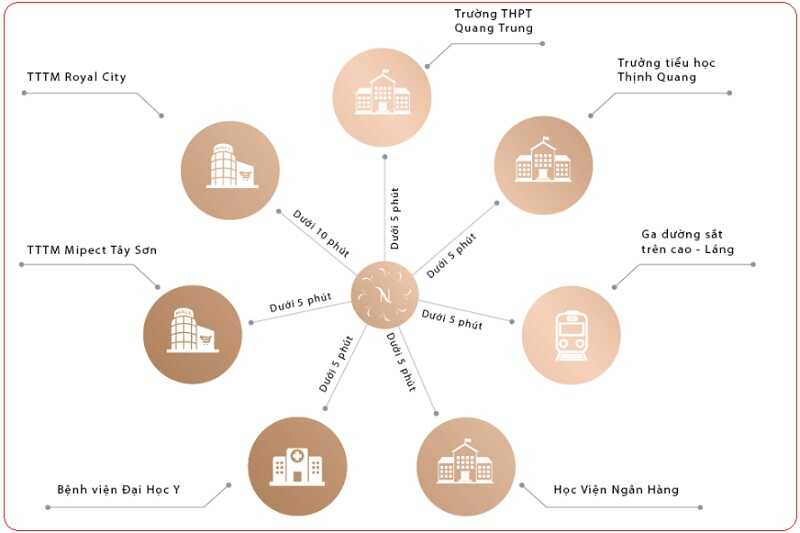 Trường THPT
Quang Trung
Trưởng tiểu học
Thịnh Quang
TTTM Royal City
Dưới 10 phút
Dưới 5 phút
Dưới 5 phút
TTTM Mipect Tây Sơn
Ga dường sắt
trên cao - Láng
Dưới 5 phút
N
Dưới 5 phút
Dưới 5 phút
Dưới 5 phút
Bệnh viện Đại Học Y
Học Viện Ngân Hàng